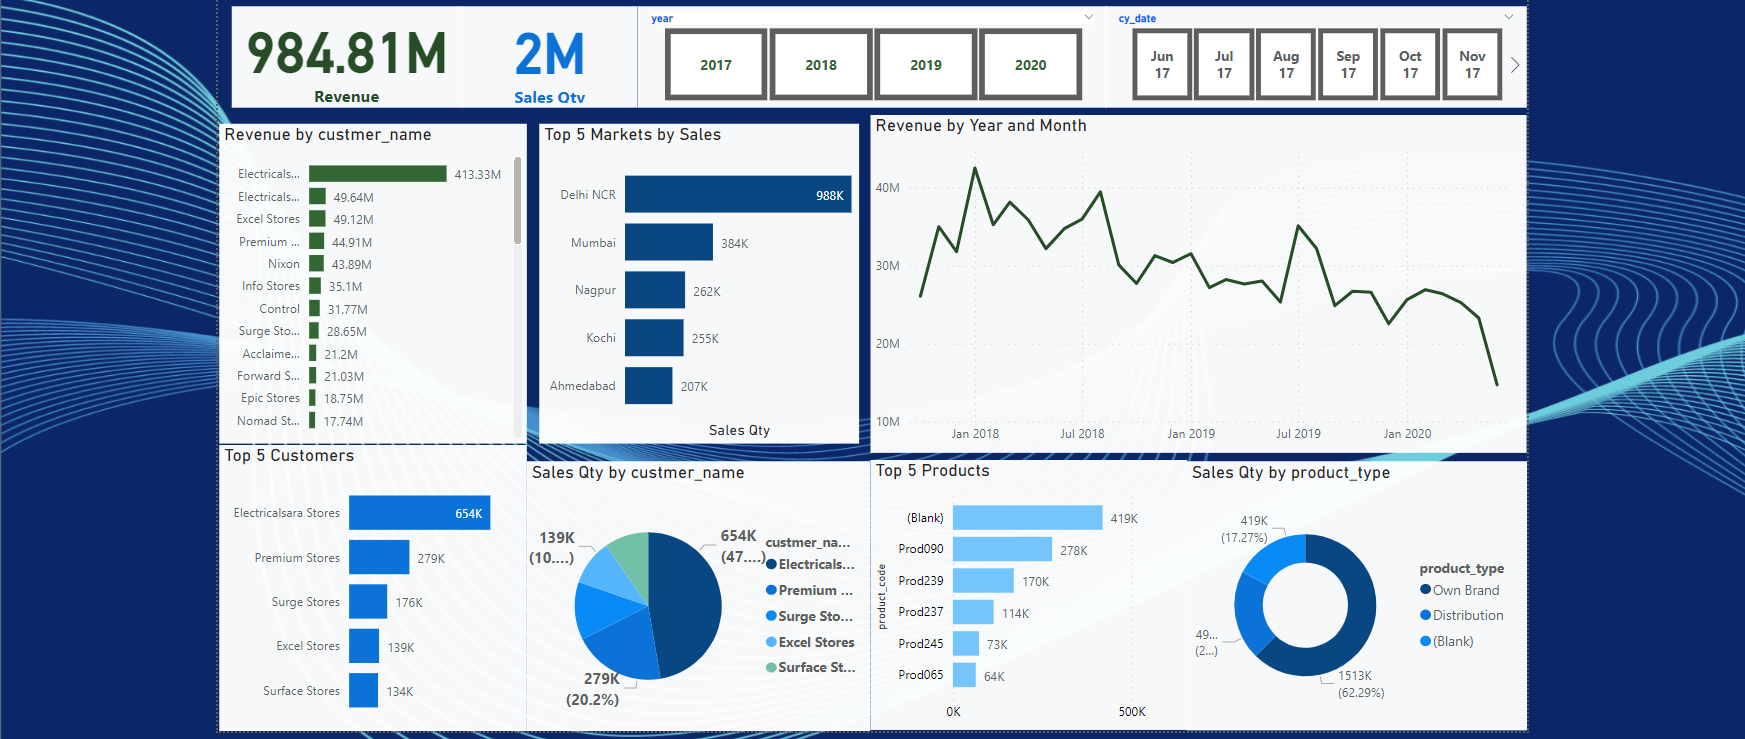 984.81M
Revenue
2M
Sales Qty
year
2017
2018
2019
2020
cy_date
Jun
17
Jul
17
Aug
17
Sep
17
Oct
17
Nov
17
Revenue by custmer_name
Electricals... 413.33M
Electricals... 49.64M
Excel Stores 49.12M
Premium ... 44.91M
Nixon 43.89M
Info Stores 35.1M
Control 31.77M
Surge Sto... 28.65M
Acclaime... 21.2M
Forward S... 21.03M
Epic Stores 18.75M
Nomad St... 17.74M
Top 5 Markets by Sales
Delhi NCR 988K
Mumbai 384K
Nagpur 262K
Kochi 255K
Ahmedabad 207K
Sales Qty
Revenue by Year and Month
40M
30M
20M
10M
Jan 2018 Jul 2018 Jan 2019 Jul 2019 Jan 2020
Top 5 Customers
Electricalsara Stores 654K
Premium Stores 279K
Surge Stores 176K
Excel Stores 139K
Surface Stores 134K
Sales Qty by custmer_name
139K
(10....)
654K
(47....)
279K
(20.2%)
custmer_na...
Electricals...
Premium ...
Surge Sto...
Excel Stores
Surface St...
Top 5 Products
product_code
(Blank) 419K
Prod090 278K
Prod239 170K
Prod237 114K
Prod245 73K
Prod065 64K
0K 500K
Sales Qty by product_type
419K
(17.27%)
49...
(2...)
1513K
(62.29%)
product_type
Own Brand
Distribution
(Blank)